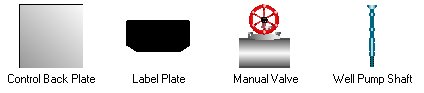 Control Back Plate
Label Plate
Manual Valve
Well Pump Shaft